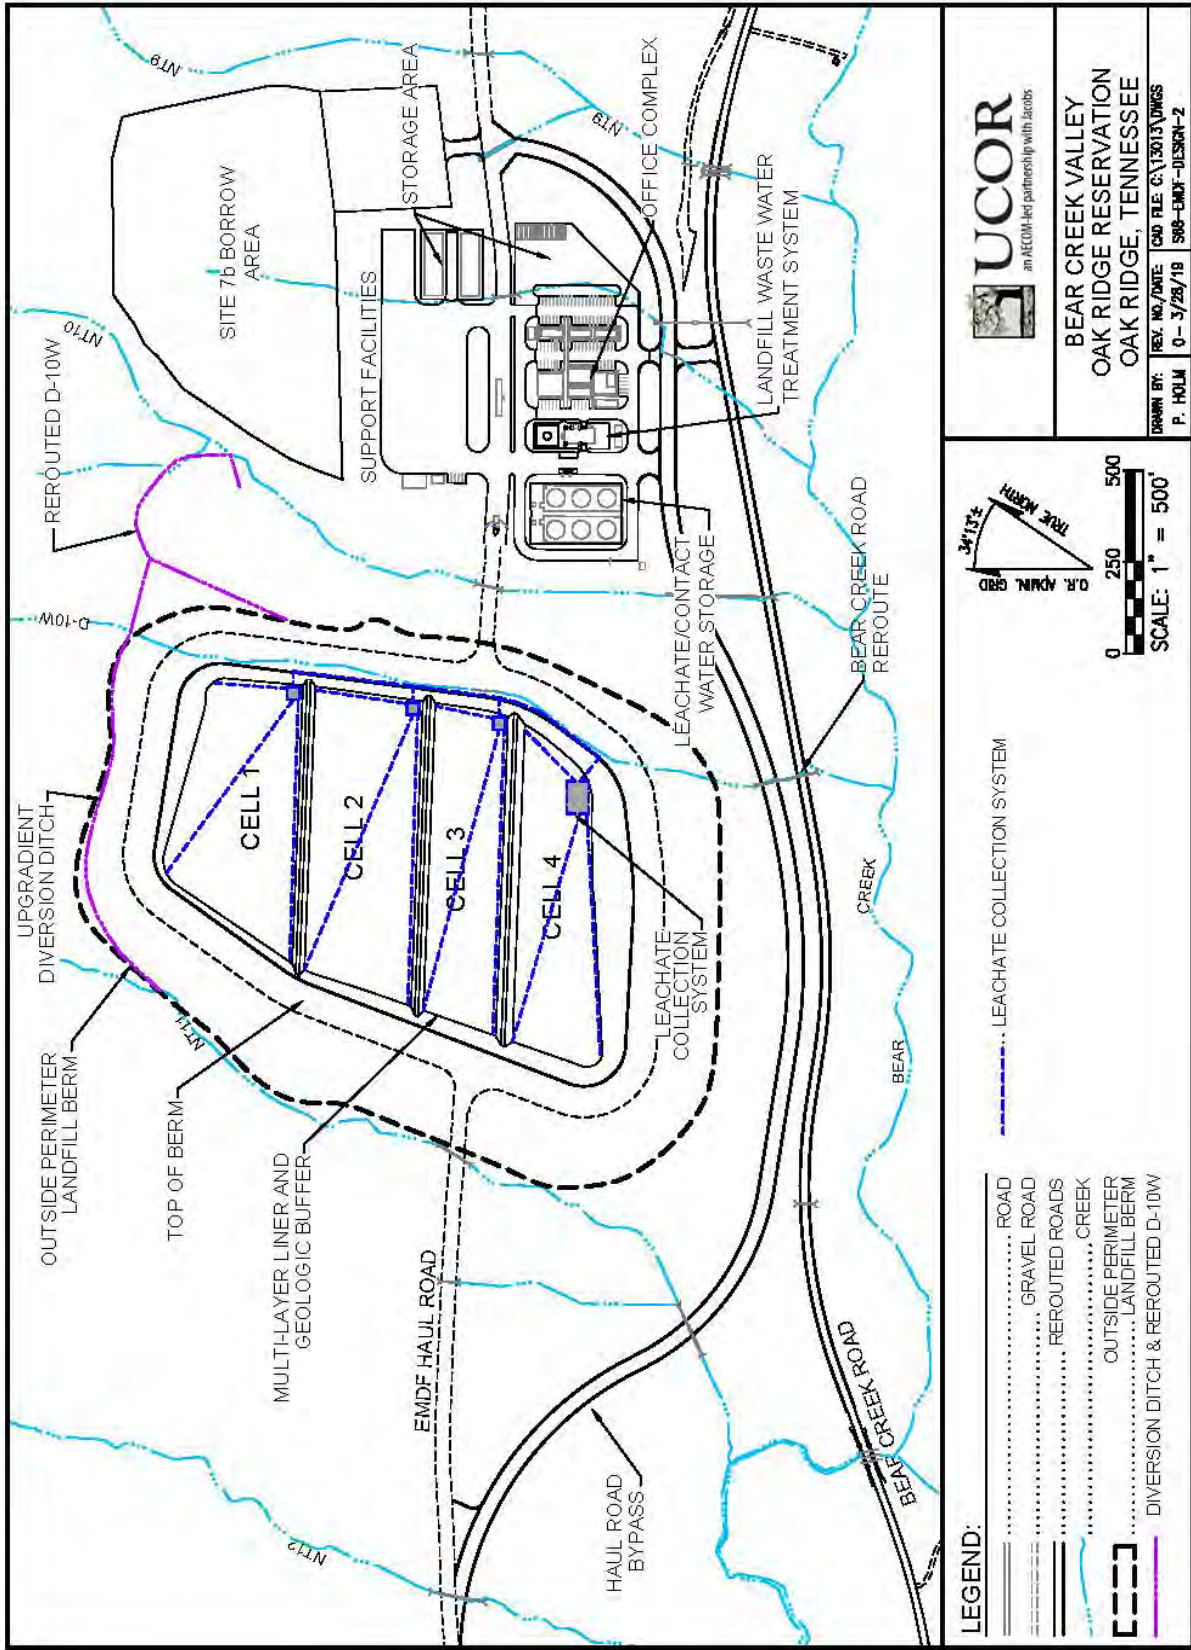 NT9
SITE 7b BORROW
AREA
STORAGE AREA
NT9
OFFICE COMPLEX
LANDFILL WASTE WATER
TREATMENT SYSTEM
NT10
REROUTED D-10W
SUPPORT FACILITIES
D-10W
LEACHATE/CONTACT
WATER STORAGE
BEAR CREEK ROAD
REROUTE
UPGRADIENT
DIVERSION DITCH
CELL 1
CELL 2
CELL 3
CELL 4
OUTSIDE PERIMETER
LANDFILL BERM
NT11
TOP OF BERM
MULTI-LAYER LINER AND
GEOLOGIC BUFFER
LEACHATE
COLLECTION
SYSTEM
CREEK
BEAR
EMDF HAUL ROAD
NT12
HAUL ROAD
BYPASS
BEAR CREEK ROAD
LEGEND:
ROAD
GRAVEL ROAD
REROUTED ROADS
CREEK
OUTSIDE PERIMETER
LANDFILL BERM
DIVERSION DITCH & REROUTED D-10W
LEACHATE COLLECTION SYSTEM
34°13'±
TRUE NORTH
O.R. ADMIN. GRID
0 250 500
SCALE: 1" = 500'
UCOR
an AECOM-led partnership with Jacobs
BEAR CREEK VALLEY
OAK RIDGE RESERVATION
OAK RIDGE, TENNESSEE
DRAWN BY: REV. NO./DATE: CAD FILE: C:\13013\DWGS
P. HOLM 0- 3/28/19 S68-EMDF-DESIGN-2